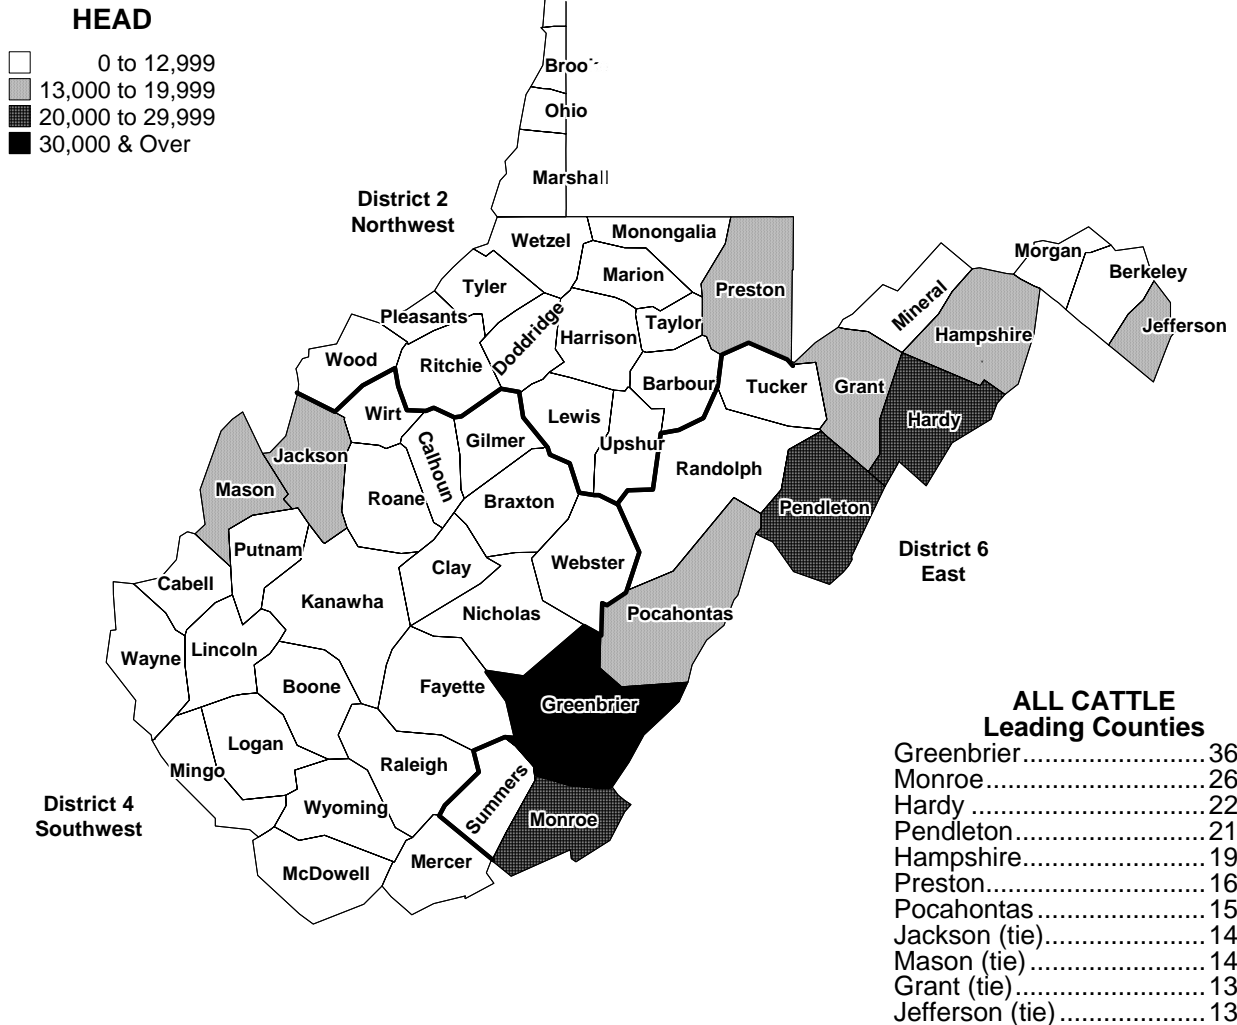 HEAD
0 to 12,999
13,000 to 19,999
20,000 to 29,999
30,000 & Over
Ohio
Marshall
District 2
Northwest
Wetzel
Monongalia
Marion
Preston
Tyler
Pleasants
Doddridge
Harrison
Taylor
Morgan
Berkeley
Mineral
Hampshire
Jefferson
Wood
Ritchie
Barbour
Tucker
Grant
Hardy
Wirt
Calhoun
Gilmer
Lewis
Upshur
Randolph
Jackson
Mason
Roane
Braxton
Pendleton
Putnam
Cabell
Clay
Webster
District 6
East
Kanawha
Nicholas
Pocahontas
Wayne
Lincoln
Boone
Fayette
Greenbrier
Logan
Mingo
Raleigh
Summers
Wyoming
Monroe
District 4
Southwest
McDowell
Mercer
ALL CATTLE
Leading Counties
Greenbrier.......................... 36
Monroe............................... 26
Hardy ................................. 22
Pendleton........................... 21
Hampshire.......................... 19
Preston............................... 16
Pocahontas ........................ 15
Jackson (tie)....................... 14
Mason (tie) ......................... 14
Grant (tie)........................... 13
Jefferson (tie) ..................... 13